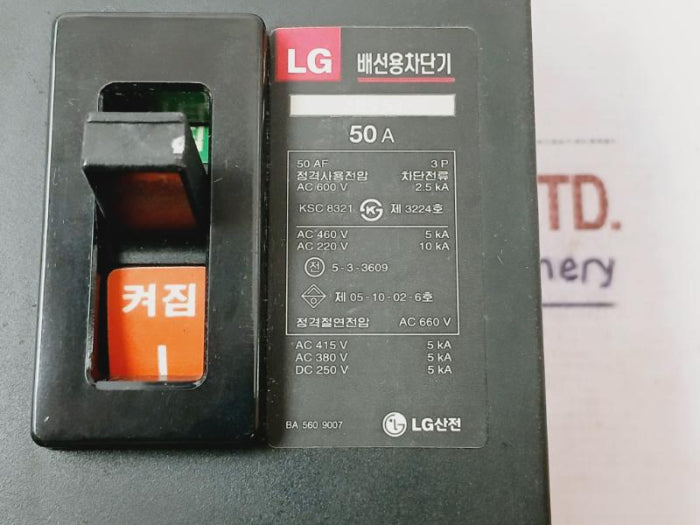 LG 배선용차단기
50 A
50 AF 3 P
정격사용전압 차단전류
AC 600 V 2.5 kA
KSC 8321 제 3224호
AC 460 V 5 kA
AC 220 V 10 kA
전 5-3-3609
제 05-10-02-6호
정격절연전압 AC 660 V
AC 415 V 5 kA
AC 380 V 5 kA
DC 250 V 5 kA
BA 560 9007 LG산전
켜짐
I
TD.
nery